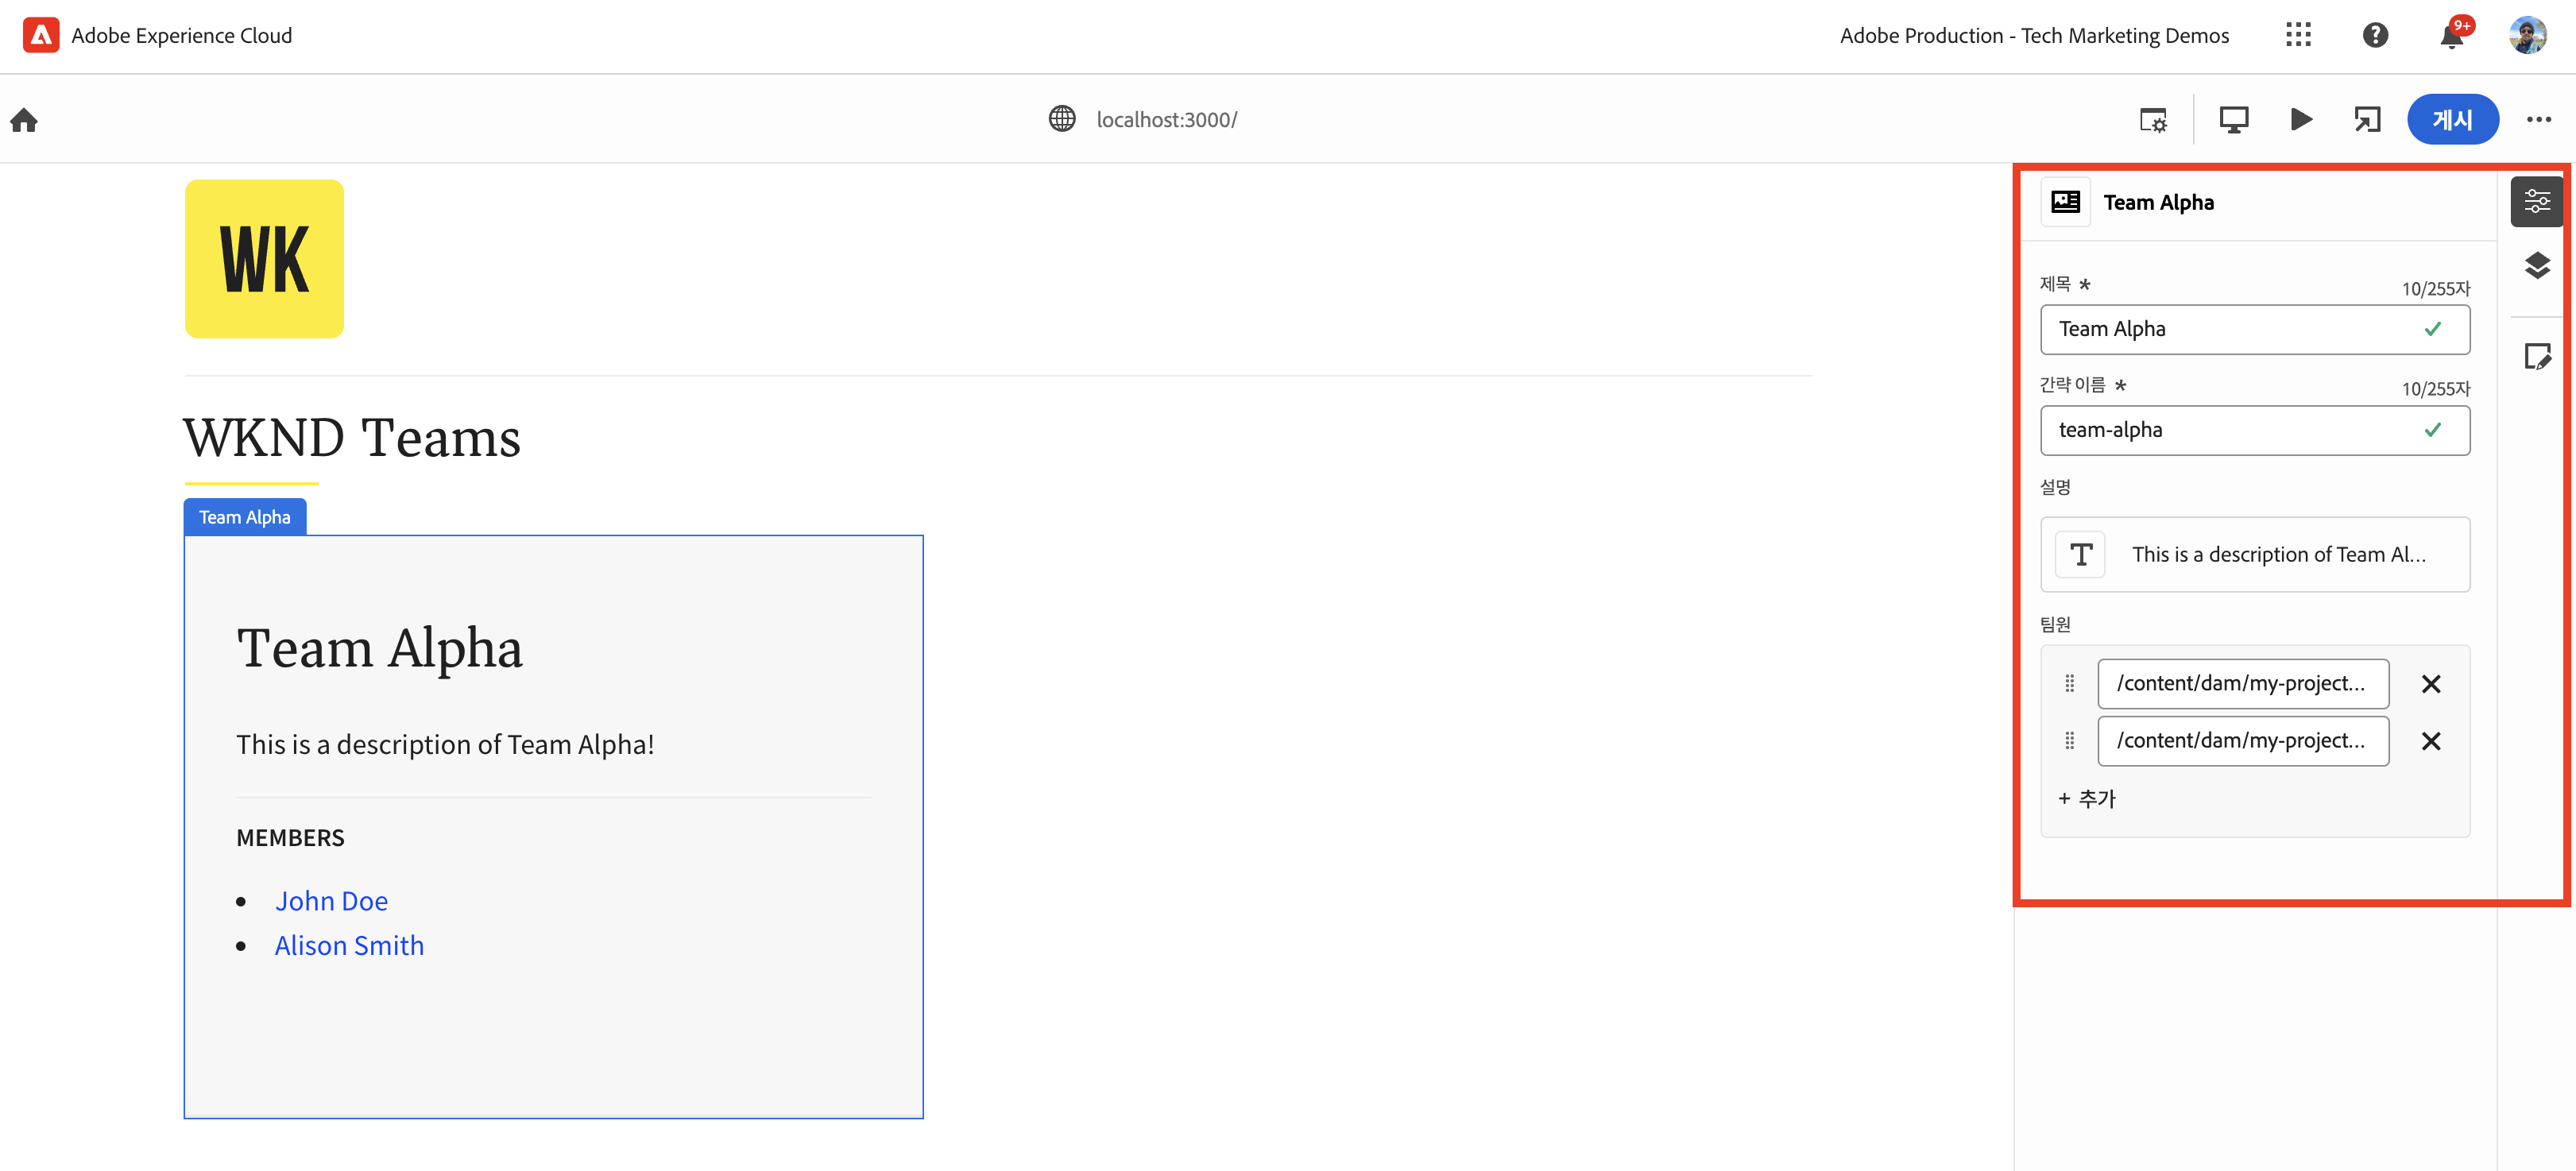 Adobe Experience Cloud
Adobe Production - Tech Marketing Demos
9+
localhost:3000/
게시
WK
WKND Teams
Team Alpha
Team Alpha
This is a description of Team Alpha!
MEMBERS
John Doe
Alison Smith
Team Alpha
제목 *
10/255자
Team Alpha
간략 이름 *
10/255자
team-alpha
설명
This is a description of Team Al...
팀원
/content/dam/my-project...
/content/dam/my-project...
+ 추가